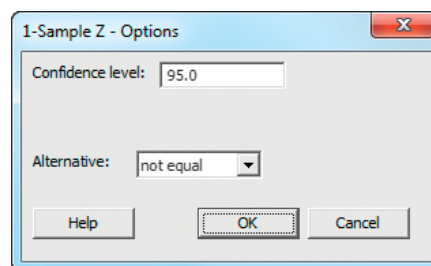 1-Sample Z - Options
Confidence level: 95.0
Alternative: not equal
Help OK Cancel